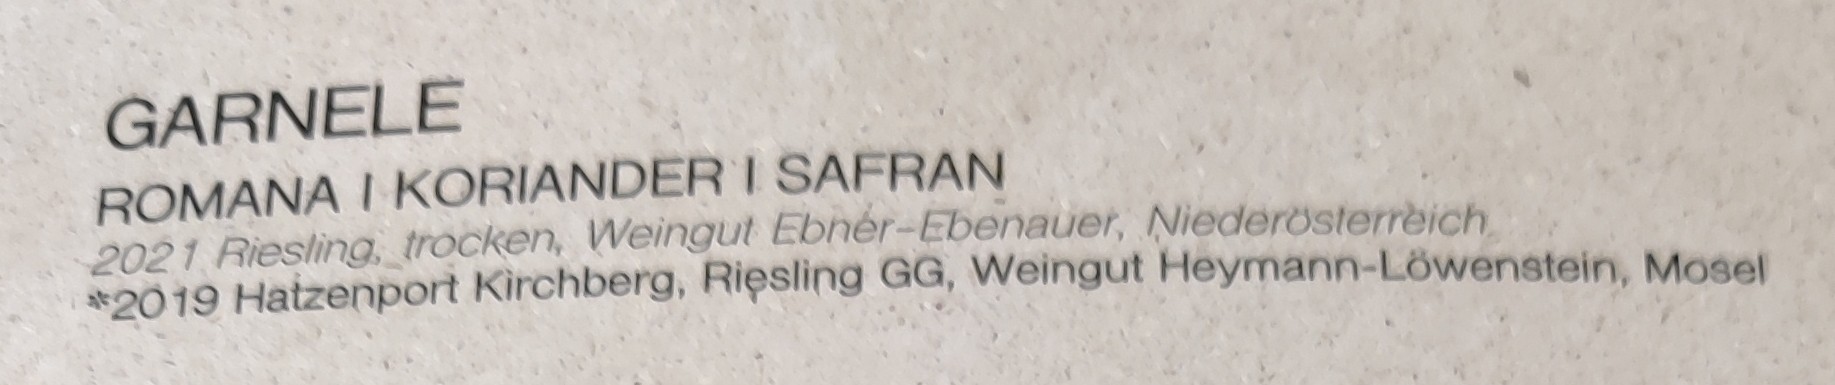 GARNELE
ROMANA I KORIANDER I SAFRAN
2021 Riesling, trocken, Weingut Ebner-Ebenauer, Niederösterreich
*2019 Hatzenport Kirchberg, Riesling GG, Weingut Heymann-Löwenstein, Mosel